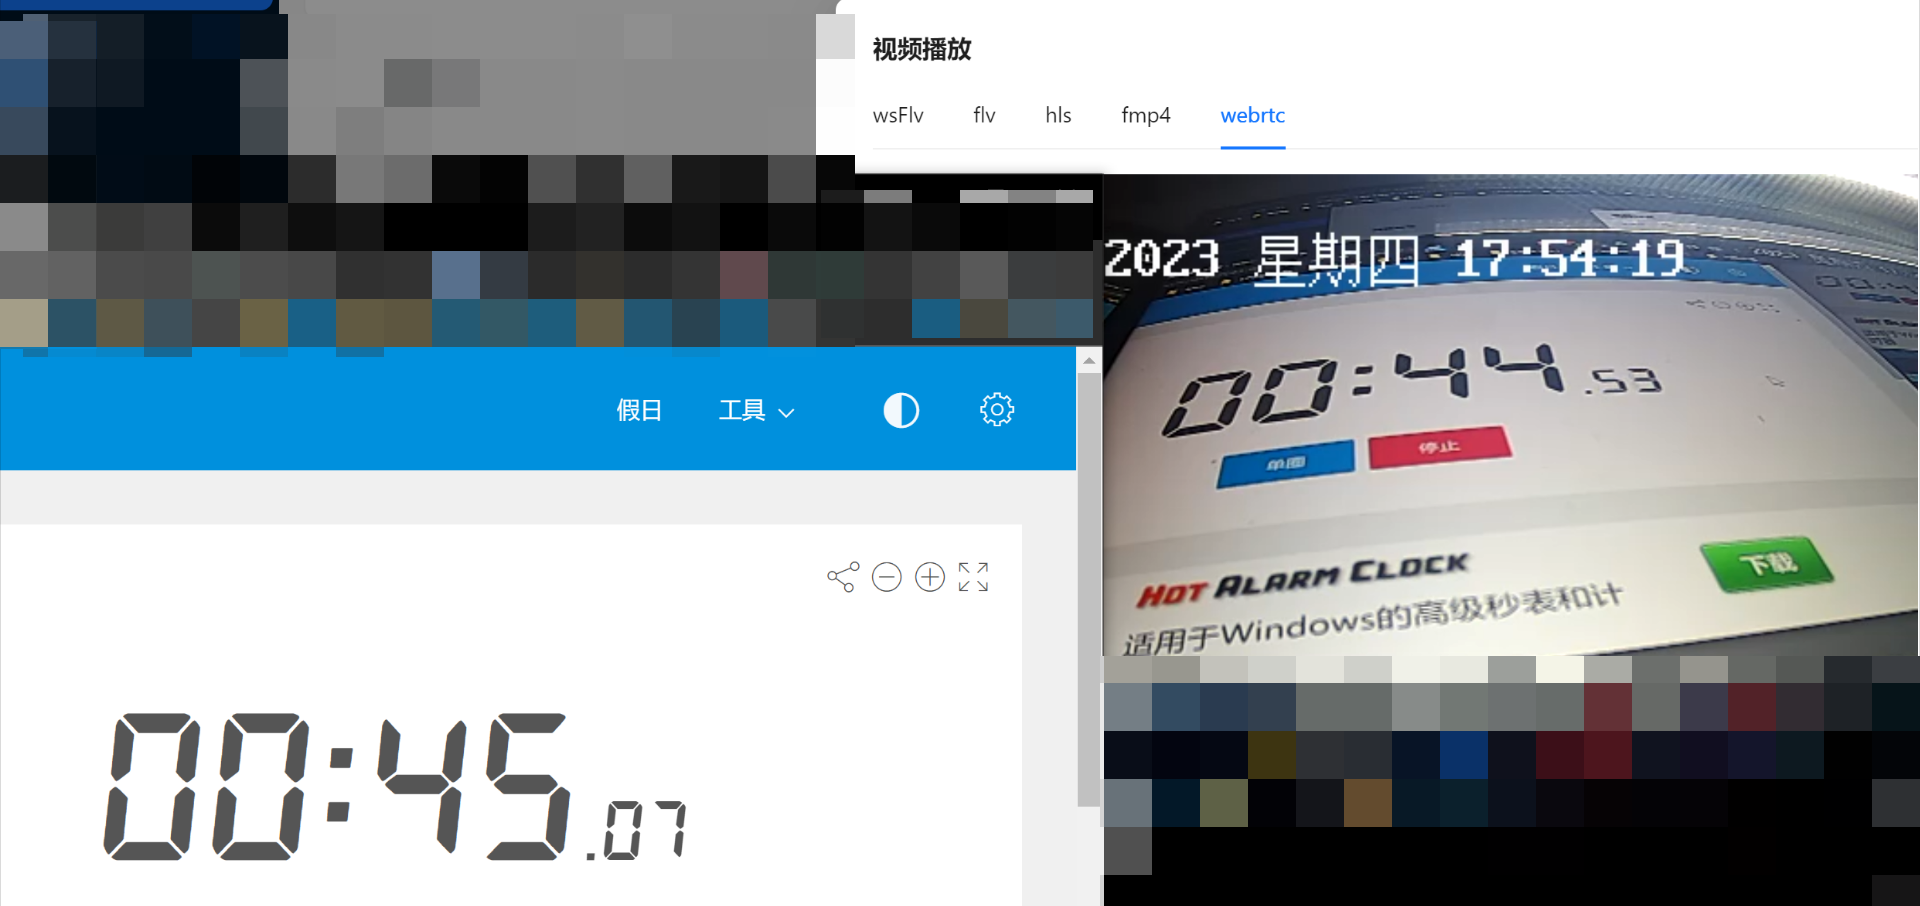 视频播放
wsFlv flv hls fmp4 webrtc
2023 星期四 17:54:19
00:44.53
单圈 停止
HOT ALARM CLOCK
下载
适用于Windows的高级秒表和计
假日 工具
00:45.07